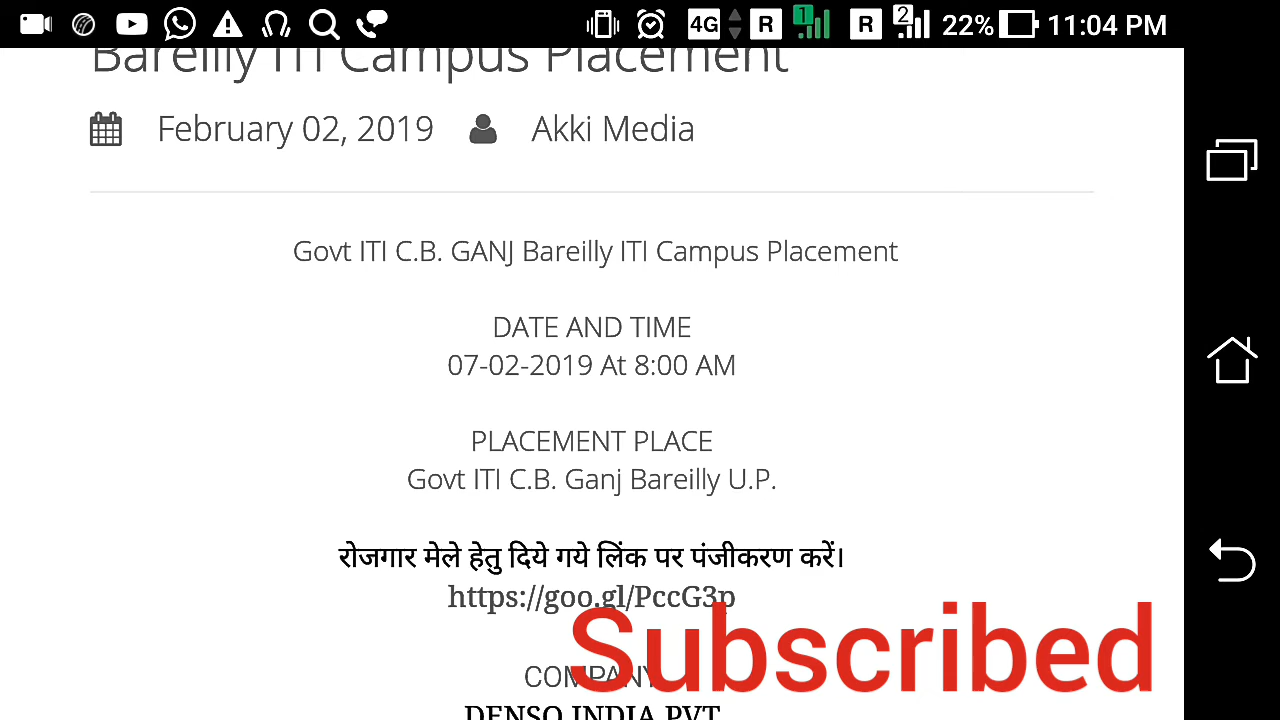 4G R 1 R 2 22% 11:04 PM
Bareilly ITI Campus Placement
February 02, 2019 Akki Media
Govt ITI C.B. GANJ Bareilly ITI Campus Placement
DATE AND TIME
07-02-2019 At 8:00 AM
PLACEMENT PLACE
Govt ITI C.B. Ganj Bareilly U.P.
रोजगार मेले हेतु दिये गये लिंक पर पंजीकरण करें।
https://goo.gl/PccG3p
Subscribed
COMPANY
DENSO INDIA PVT